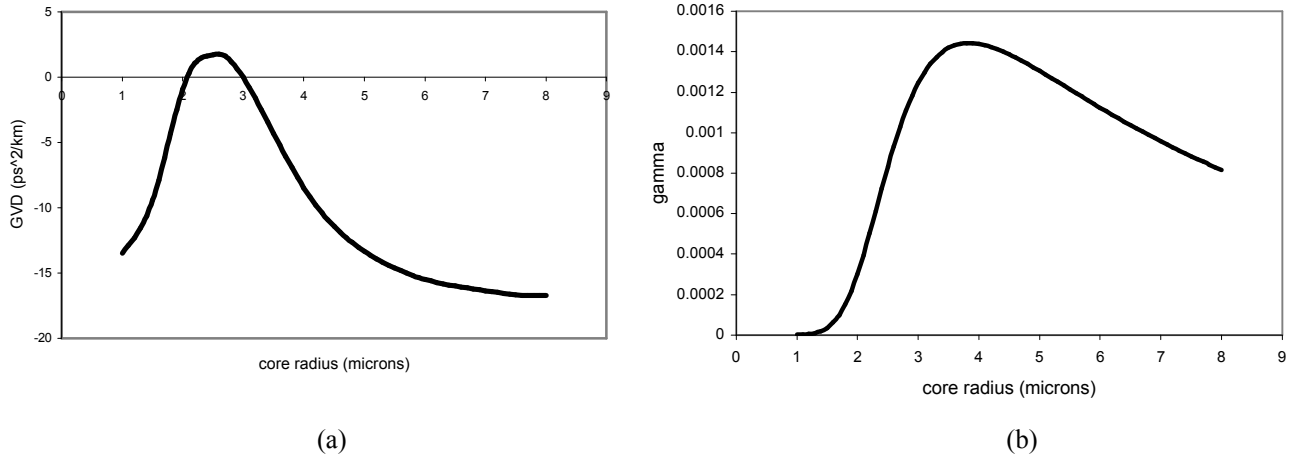 5
0
0 1 2 3 4 5 6 7 8 9
-5
-10
-15
-20
GVD (ps^2/km)
core radius (microns)
(a)
0.0016
0.0014
0.0012
0.001
0.0008
0.0006
0.0004
0.0002
0
0 1 2 3 4 5 6 7 8 9
gamma
core radius (microns)
(b)